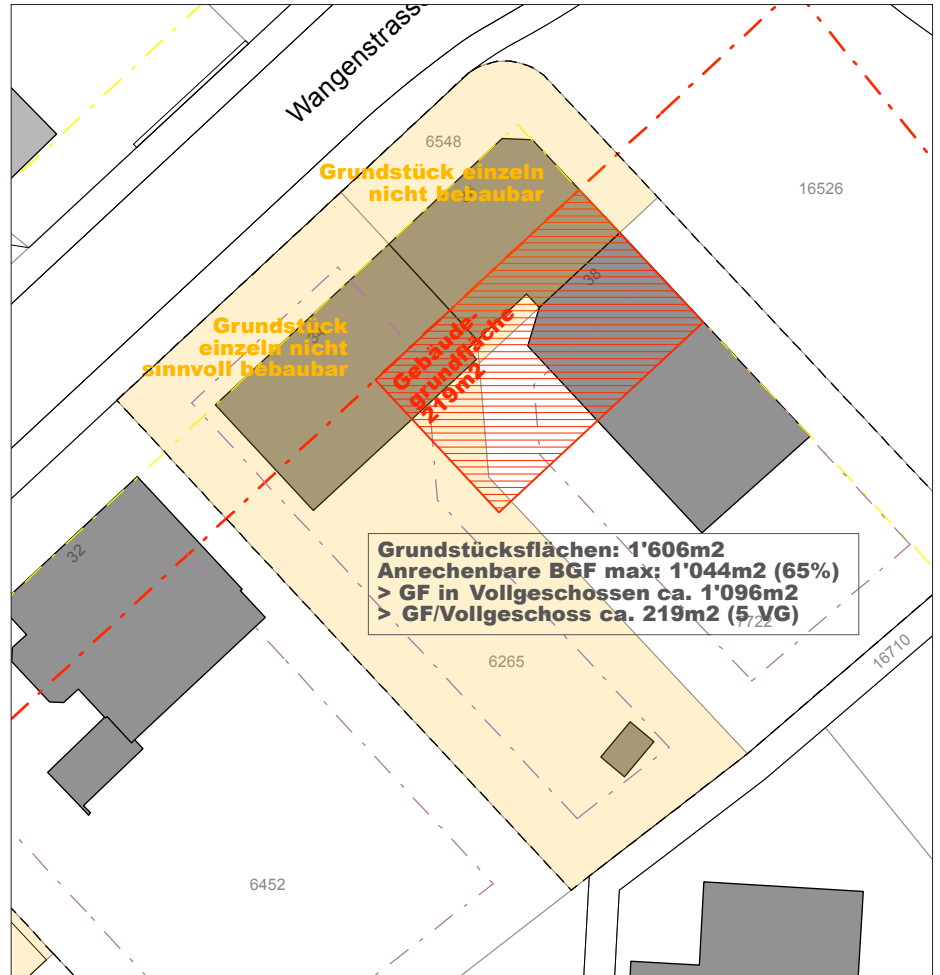 Wangenstrass
6548
Grundstück einzeln
nicht bebaubar
16526
38
Grundstück
einzeln nicht
sinnvoll bebaubar
34
Gebäude-
grundfläche
219m2
32
Grundstücksflächen: 1'606m2
Anrechenbare BGF max: 1'044m2 (65%)
> GF in Vollgeschossen ca. 1'096m2
> GF/Vollgeschoss ca. 219m2 (5 VG)
7722
16710
6265
6452